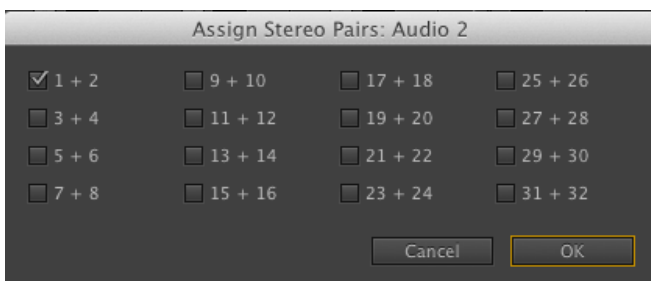 Assign Stereo Pairs: Audio 2
1 + 2 9 + 10 17 + 18 25 + 26
3 + 4 11 + 12 19 + 20 27 + 28
5 + 6 13 + 14 21 + 22 29 + 30
7 + 8 15 + 16 23 + 24 31 + 32
Cancel OK